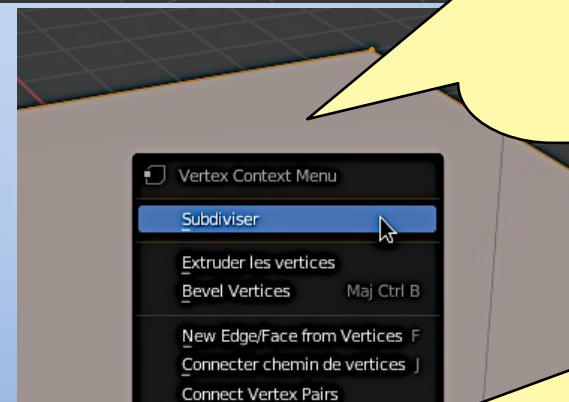 Vertex Context Menu
Subdiviser
Extruder les vertices
Bevel Vertices Maj Ctrl B
New Edge/Face from Vertices F
Connecter chemin de vertices J
Connect Vertex Pairs